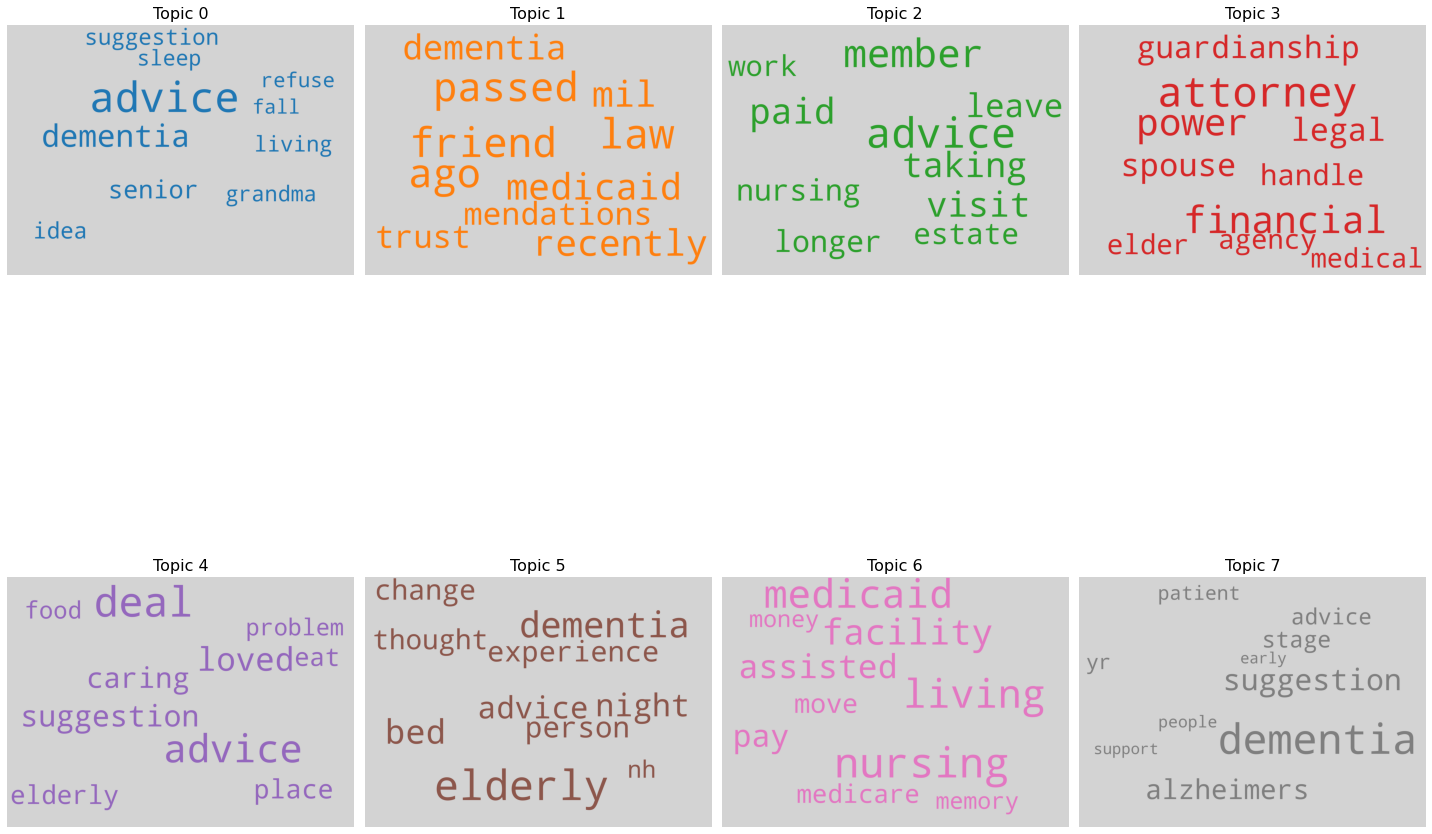 Topic 0
suggestion
sleep
refuse
advice
fall
dementia
living
senior
grandma
idea
Topic 1
dementia
passed
mil
law
friend
ago
medicaid
mendations
trust
recently
Topic 2
member
work
paid
leave
advice
taking
nursing
visit
longer
estate
Topic 3
guardianship
attorney
power
legal
spouse
handle
financial
elder
agency
medical
Topic 4
deal
food
problem
loved
eat
caring
suggestion
advice
elderly
place
Topic 5
change
dementia
thought
experience
advice
night
person
bed
nh
elderly
Topic 6
medicaid
money
facility
assisted
living
move
pay
nursing
medicare
memory
Topic 7
patient
advice
stage
early
yr
suggestion
people
dementia
support
alzheimers